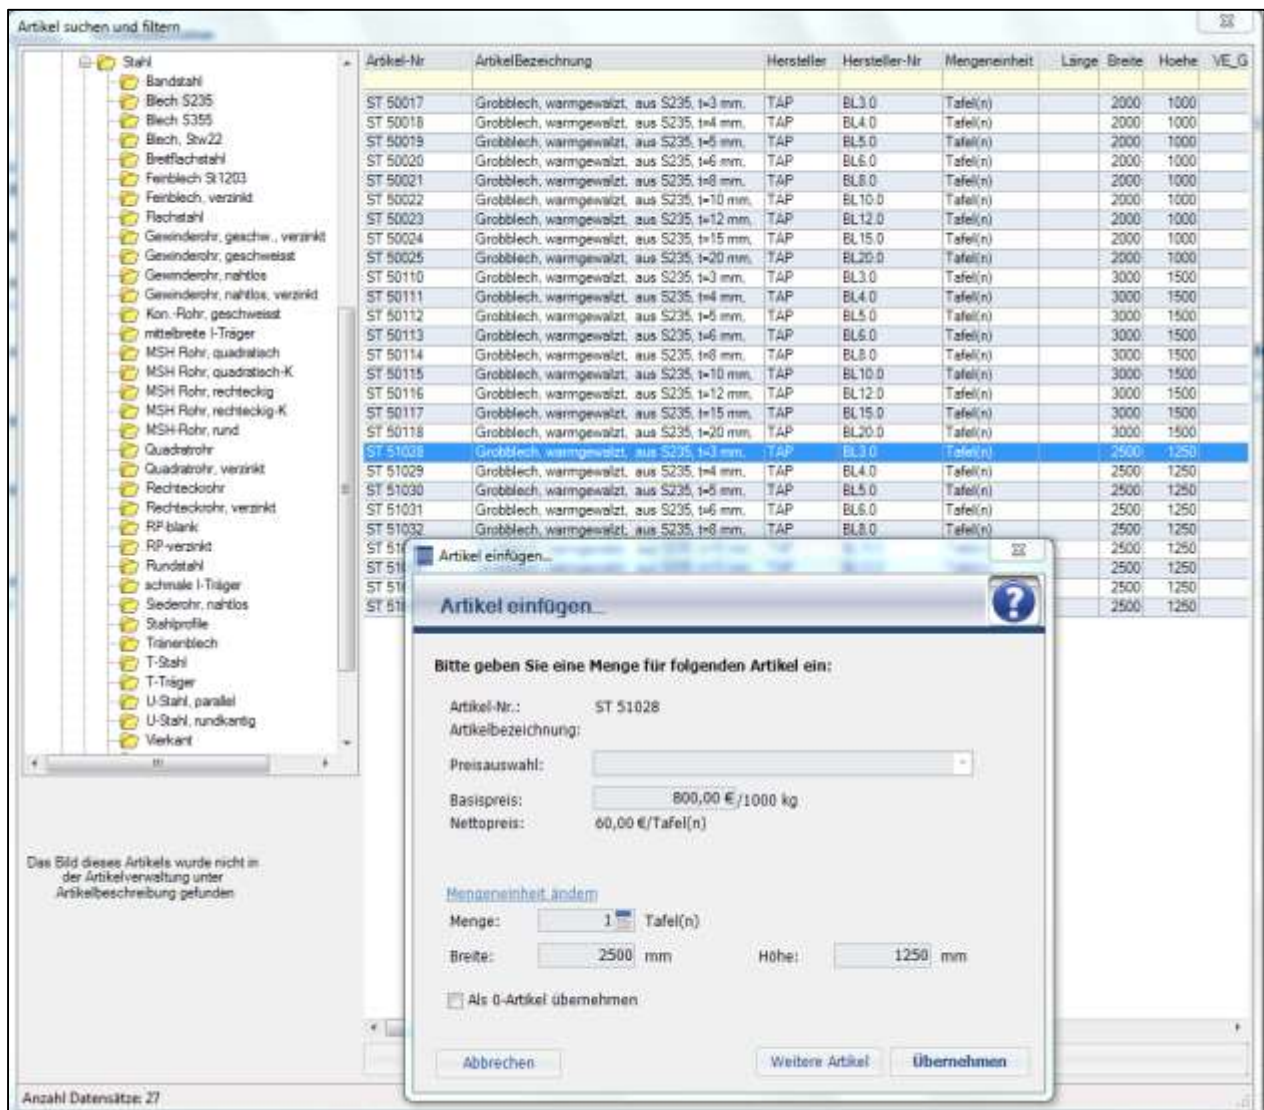 Artikel suchen und filtern
Stahl
Bandstahl
Blech S235
Blech S355
Blech, Stw22
Breitflachstahl
Feinblech St1203
Feinblech, verzinkt
Flachstahl
Gewinderohr, geschw., verzinkt
Gewinderohr, geschweisst
Gewinderohr, nahtlos
Gewinderohr, nahtlos, verzinkt
Kon.-Rohr, geschweisst
mittelbreite I-Träger
MSH Rohr, quadratisch
MSH Rohr, quadratisch-K
MSH Rohr, rechteckig
MSH Rohr, rechteckig-K
MSH-Rohr, rund
Quadratrohr
Quadratrohr, verzinkt
Rechteckrohr
Rechteckrohr, verzinkt
RP-blank
RP-verzinkt
Rundstahl
schmale I-Träger
Siederohr, nahtlos
Stahlprofile
Tränenblech
T-Stahl
T-Träger
U-Stahl, parallel
U-Stahl, rundkantig
Vierkant
Das Bild dieses Artikels wurde nicht in
der Artikelverwaltung unter
Artikelbeschreibung gefunden
Artikel-Nr ArtikelBezeichnung Hersteller Hersteller-Nr Mengeneinheit Länge Breite Hoehe VE_G
ST 50017 Grobblech, warmgewalzt, aus S235, t=3 mm, TAP BL3.0 Tafel(n) 2000 1000
ST 50018 Grobblech, warmgewalzt, aus S235, t=4 mm, TAP BL4.0 Tafel(n) 2000 1000
ST 50019 Grobblech, warmgewalzt, aus S235, t=5 mm, TAP BL5.0 Tafel(n) 2000 1000
ST 50020 Grobblech, warmgewalzt, aus S235, t=6 mm, TAP BL6.0 Tafel(n) 2000 1000
ST 50021 Grobblech, warmgewalzt, aus S235, t=8 mm, TAP BL8.0 Tafel(n) 2000 1000
ST 50022 Grobblech, warmgewalzt, aus S235, t=10 mm, TAP BL10.0 Tafel(n) 2000 1000
ST 50023 Grobblech, warmgewalzt, aus S235, t=12 mm, TAP BL12.0 Tafel(n) 2000 1000
ST 50024 Grobblech, warmgewalzt, aus S235, t=15 mm, TAP BL15.0 Tafel(n) 2000 1000
ST 50025 Grobblech, warmgewalzt, aus S235, t=20 mm, TAP BL20.0 Tafel(n) 2000 1000
ST 50110 Grobblech, warmgewalzt, aus S235, t=3 mm, TAP BL3.0 Tafel(n) 3000 1500
ST 50111 Grobblech, warmgewalzt, aus S235, t=4 mm, TAP BL4.0 Tafel(n) 3000 1500
ST 50112 Grobblech, warmgewalzt, aus S235, t=5 mm, TAP BL5.0 Tafel(n) 3000 1500
ST 50113 Grobblech, warmgewalzt, aus S235, t=6 mm, TAP BL6.0 Tafel(n) 3000 1500
ST 50114 Grobblech, warmgewalzt, aus S235, t=8 mm, TAP BL8.0 Tafel(n) 3000 1500
ST 50115 Grobblech, warmgewalzt, aus S235, t=10 mm, TAP BL10.0 Tafel(n) 3000 1500
ST 50116 Grobblech, warmgewalzt, aus S235, t=12 mm, TAP BL12.0 Tafel(n) 3000 1500
ST 50117 Grobblech, warmgewalzt, aus S235, t=15 mm, TAP BL15.0 Tafel(n) 3000 1500
ST 50118 Grobblech, warmgewalzt, aus S235, t=20 mm, TAP BL20.0 Tafel(n) 3000 1500
ST 51028 Grobblech, warmgewalzt, aus S235, t=3 mm, TAP BL3.0 Tafel(n) 2500 1250
ST 51029 Grobblech, warmgewalzt, aus S235, t=4 mm, TAP BL4.0 Tafel(n) 2500 1250
ST 51030 Grobblech, warmgewalzt, aus S235, t=5 mm, TAP BL5.0 Tafel(n) 2500 1250
ST 51031 Grobblech, warmgewalzt, aus S235, t=6 mm, TAP BL6.0 Tafel(n) 2500 1250
ST 51032 Grobblech, warmgewalzt, aus S235, t=8 mm, TAP BL8.0 Tafel(n) 2500 1250
2500 1250
2500 1250
2500 1250
2500 1250
Artikel einfügen...
Artikel einfügen...
?
Bitte geben Sie eine Menge für folgenden Artikel ein:
Artikel-Nr.: ST 51028
Artikelbezeichnung:
Preisauswahl:
Basispreis: 800,00 €/1000 kg
Nettopreis: 60,00 €/Tafel(n)
Mengeneinheit ändern
Menge: 1 Tafel(n)
Breite: 2500 mm Höhe: 1250 mm
Als 0-Artikel übernehmen
Abbrechen Weitere Artikel Übernehmen
Anzahl Datensätze: 27